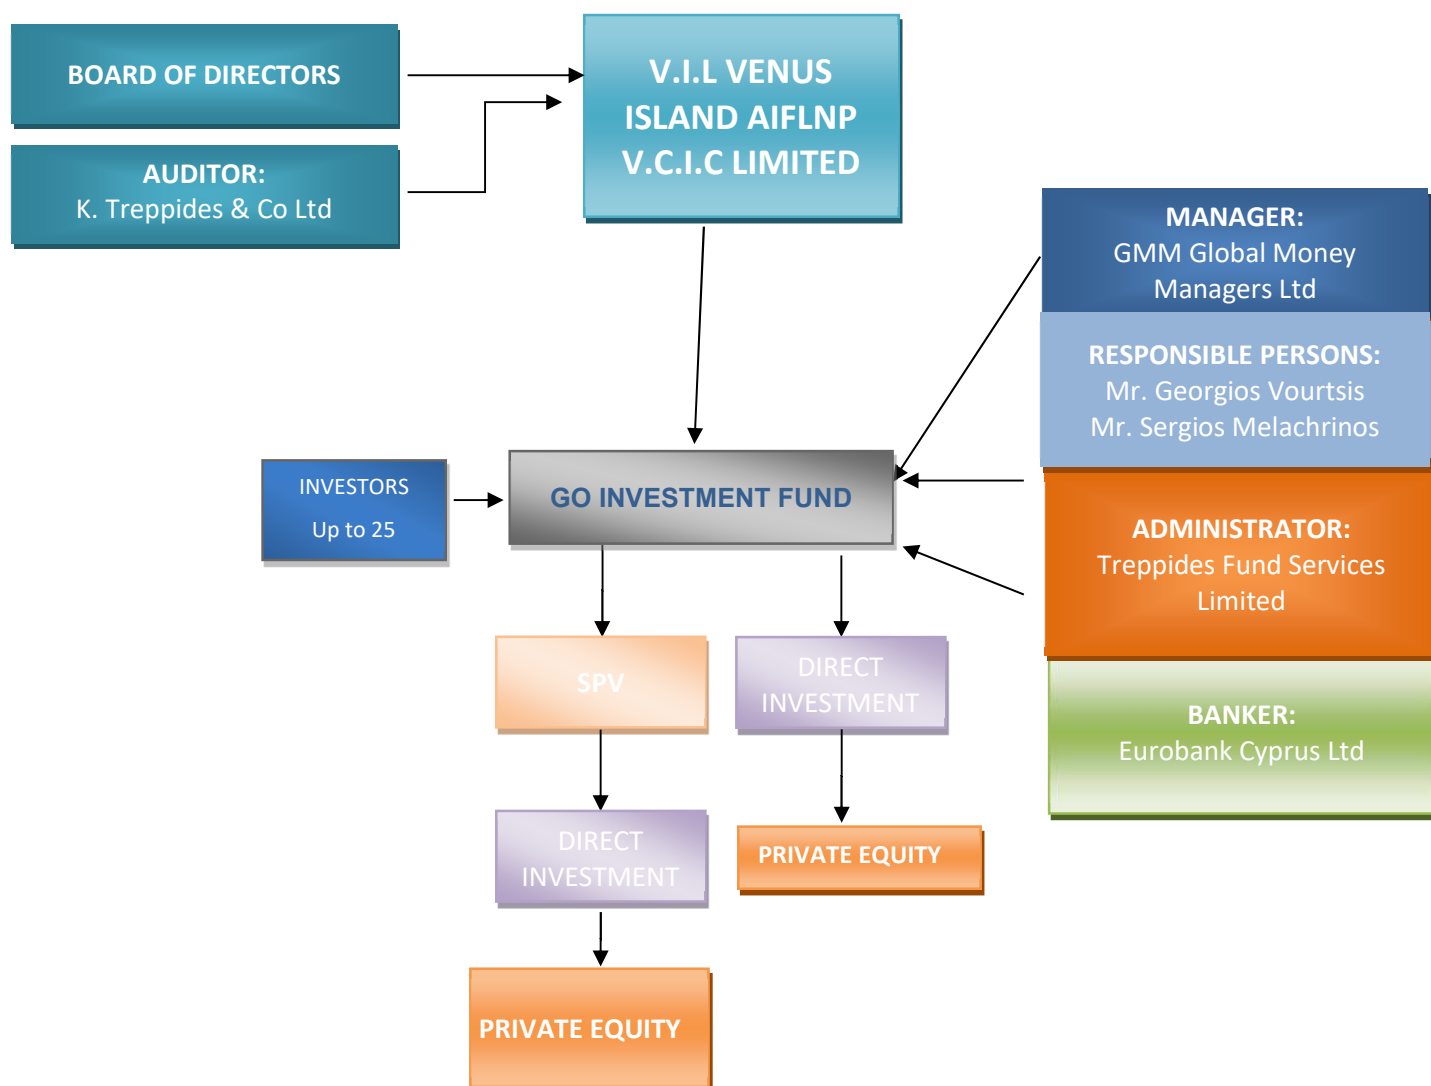 BOARD OF DIRECTORS
AUDITOR:
K. Treppides & Co Ltd
V.I.L VENUS
ISLAND AIFLNP
V.C.I.C LIMITED
MANAGER:
GMM Global Money
Managers Ltd
RESPONSIBLE PERSONS:
Mr. Georgios Vourtsis
Mr. Sergios Melachrinos
INVESTORS
Up to 25
GO INVESTMENT FUND
ADMINISTRATOR:
Treppides Fund Services
Limited
SPV
DIRECT
INVESTMENT
BANKER:
Eurobank Cyprus Ltd
DIRECT
INVESTMENT
PRIVATE EQUITY
PRIVATE EQUITY